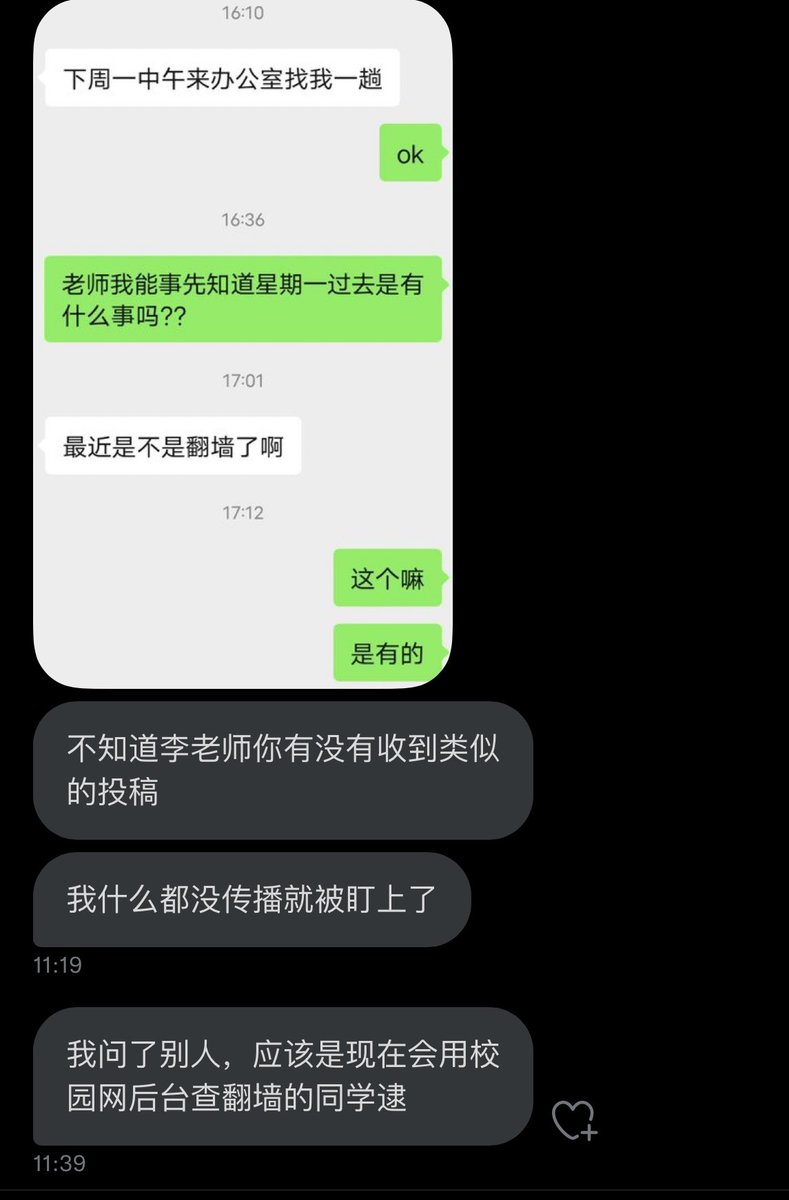 16:10
下周一中午来办公室找我一趟
ok
16:36
老师我能事先知道星期一过去是有
什么事吗??
17:01
最近是不是翻墙了啊
17:12
这个嘛
是有的
不知道李老师你有没有收到类似
的投稿
我什么都没传播就被盯上了
11:19
我问了别人，应该是现在会用校
园网后台查翻墙的同学逮
11:39